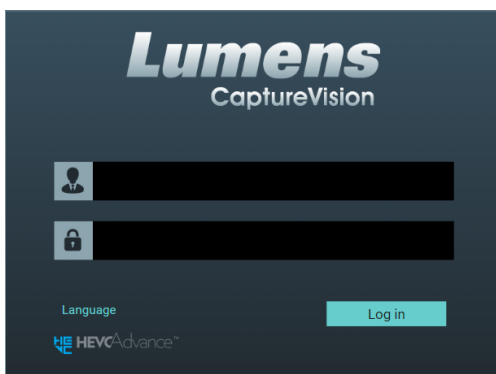 Lumens
CaptureVision
Language
Log in
HEVCAdvance™